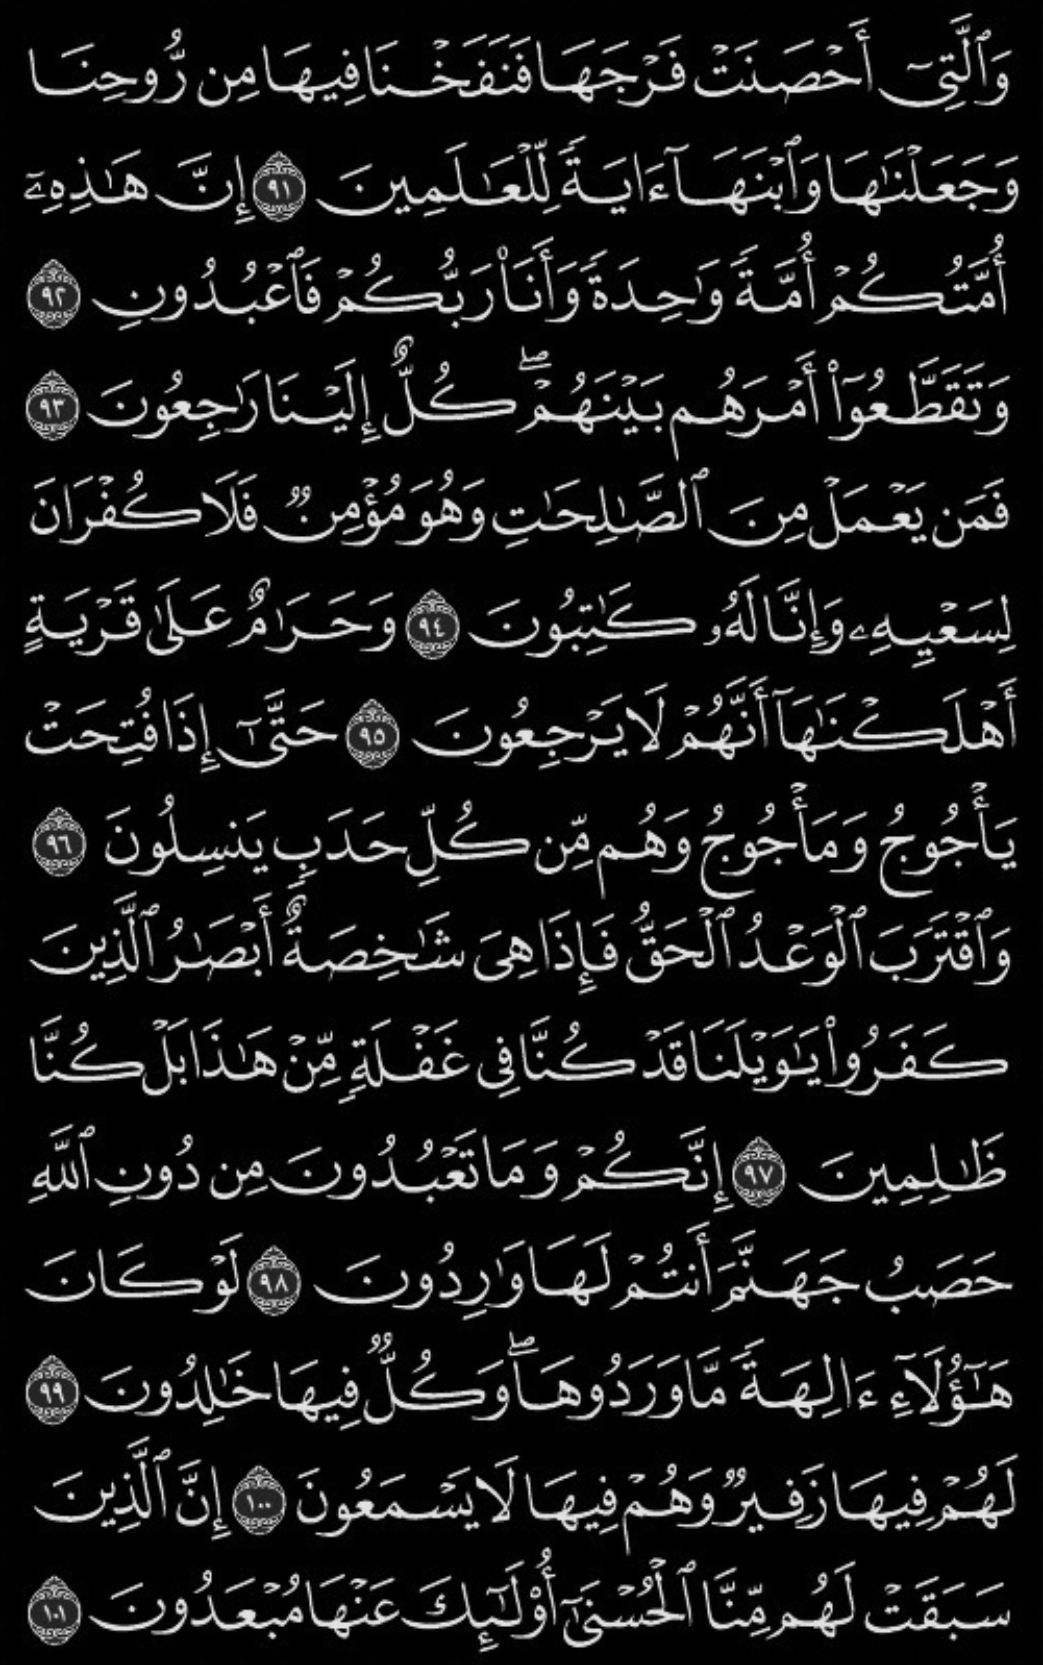 وَٱلَّتِىٓ أَحْصَنَتْ فَرْجَهَا فَنَفَخْنَا فِيهَا مِن رُّوحِنَا
وَجَعَلْنَٰهَا وَٱبْنَهَآ ءَايَةً لِّلْعَٰلَمِينَ ٩١ إِنَّ هَٰذِهِۦٓ
أُمَّتُكُمْ أُمَّةً وَٰحِدَةً وَأَنَا۠ رَبُّكُمْ فَٱعْبُدُونِ ٩٢
وَتَقَطَّعُوٓا۟ أَمْرَهُم بَيْنَهُمْ ۖ كُلٌّ إِلَيْنَا رَٰجِعُونَ ٩٣
فَمَن يَعْمَلْ مِنَ ٱلصَّٰلِحَٰتِ وَهُوَ مُؤْمِنٌ فَلَا كُفْرَانَ
لِسَعْيِهِۦ وَإِنَّا لَهُۥ كَٰتِبُونَ ٩٤ وَحَرَٰمٌ عَلَىٰ قَرْيَةٍ
أَهْلَكْنَٰهَآ أَنَّهُمْ لَا يَرْجِعُونَ ٩٥ حَتَّىٰٓ إِذَا فُتِحَتْ
يَأْجُوجُ وَمَأْجُوجُ وَهُم مِّن كُلِّ حَدَبٍ يَنسِلُونَ ٩٦
وَٱقْتَرَبَ ٱلْوَعْدُ ٱلْحَقُّ فَإِذَا هِىَ شَٰخِصَةٌ أَبْصَٰرُ ٱلَّذِينَ
كَفَرُوا۟ يَٰوَيْلَنَا قَدْ كُنَّا فِى غَفْلَةٍ مِّنْ هَٰذَا بَلْ كُنَّا
ظَٰلِمِينَ ٩٧ إِنَّكُمْ وَمَا تَعْبُدُونَ مِن دُونِ ٱللَّهِ
حَصَبُ جَهَنَّمَ أَنتُمْ لَهَا وَٰرِدُونَ ٩٨ لَوْ كَانَ
هَٰٓؤُلَآءِ ءَالِهَةً مَّا وَرَدُوهَا ۖ وَكُلٌّ فِيهَا خَٰلِدُونَ ٩٩
لَهُمْ فِيهَا زَفِيرٌ وَهُمْ فِيهَا لَا يَسْمَعُونَ ١٠٠ إِنَّ ٱلَّذِينَ
سَبَقَتْ لَهُم مِّنَّا ٱلْحُسْنَىٰٓ أُو۟لَٰٓئِكَ عَنْهَا مُبْعَدُونَ ١٠١